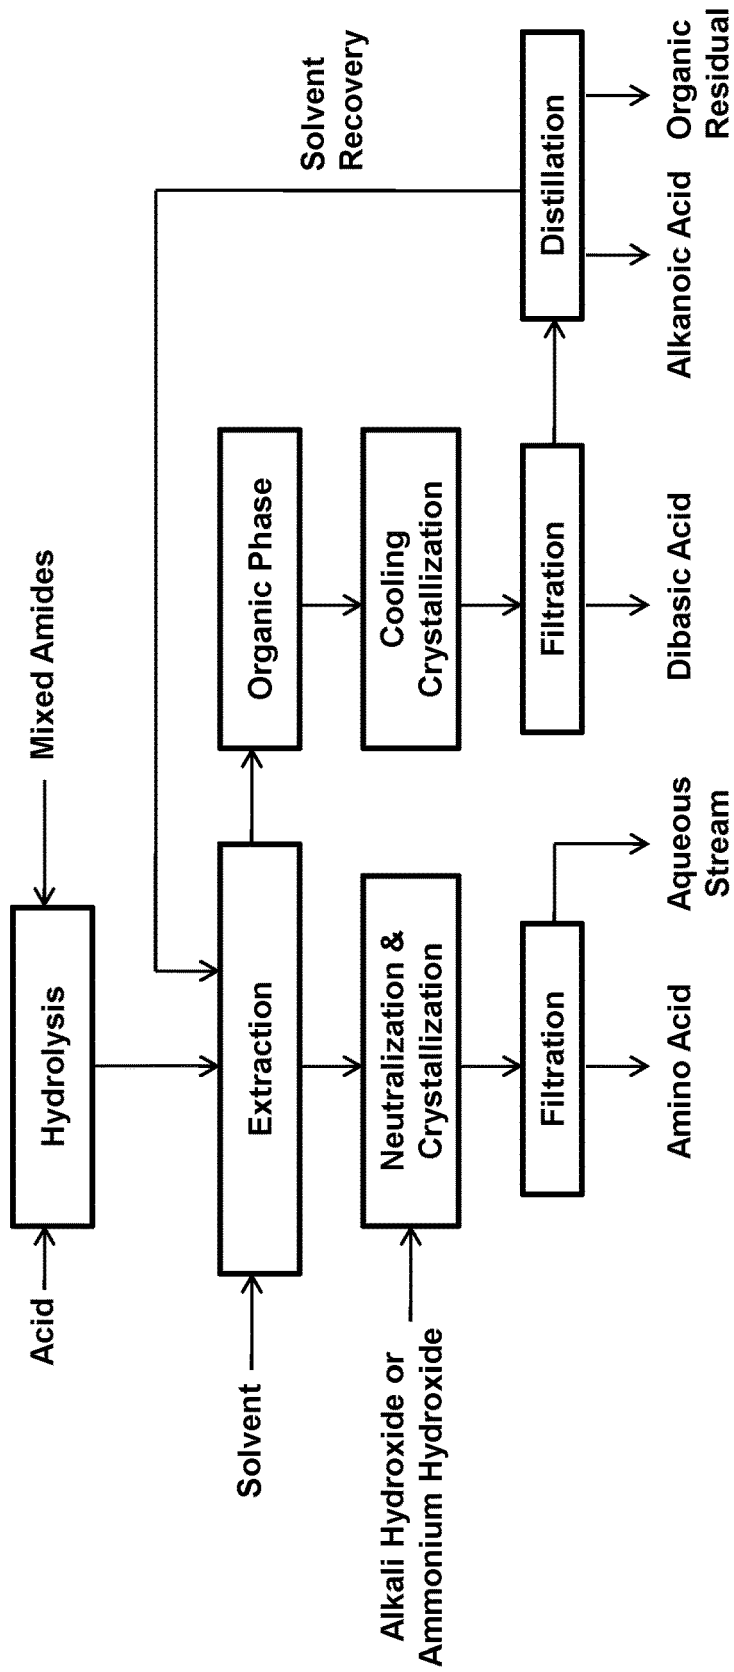 Acid
Hydrolysis
Mixed Amides
Solvent
Recovery
Solvent
Extraction
Organic Phase
Alkali Hydroxide or
Ammonium Hydroxide
Neutralization &
Crystallization
Cooling
Crystallization
Filtration
Filtration
Distillation
Amino Acid
Aqueous
Stream
Dibasic Acid
Alkanoic Acid
Organic
Residual